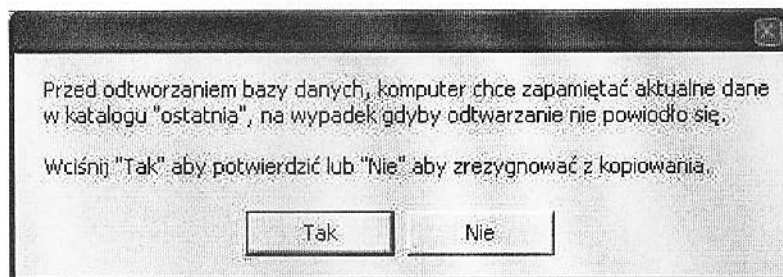 Przed odtworzaniem bazy danych, komputer chce zapamiętać aktualne dane
w katalogu "ostatnia", na wypadek gdyby odtwarzanie nie powiodło się.
Wciśnij "Tak" aby potwierdzić lub "Nie" aby zrezygnować z kopiowania.
Tak
Nie